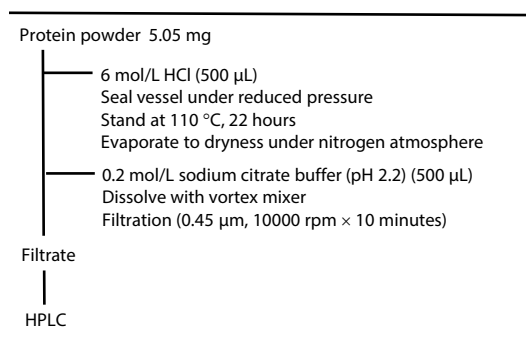 Protein powder 5.05 mg
6 mol/L HCl (500 µL)
Seal vessel under reduced pressure
Stand at 110 °C, 22 hours
Evaporate to dryness under nitrogen atmosphere
0.2 mol/L sodium citrate buffer (pH 2.2) (500 µL)
Dissolve with vortex mixer
Filtration (0.45 µm, 10000 rpm × 10 minutes)
Filtrate
HPLC